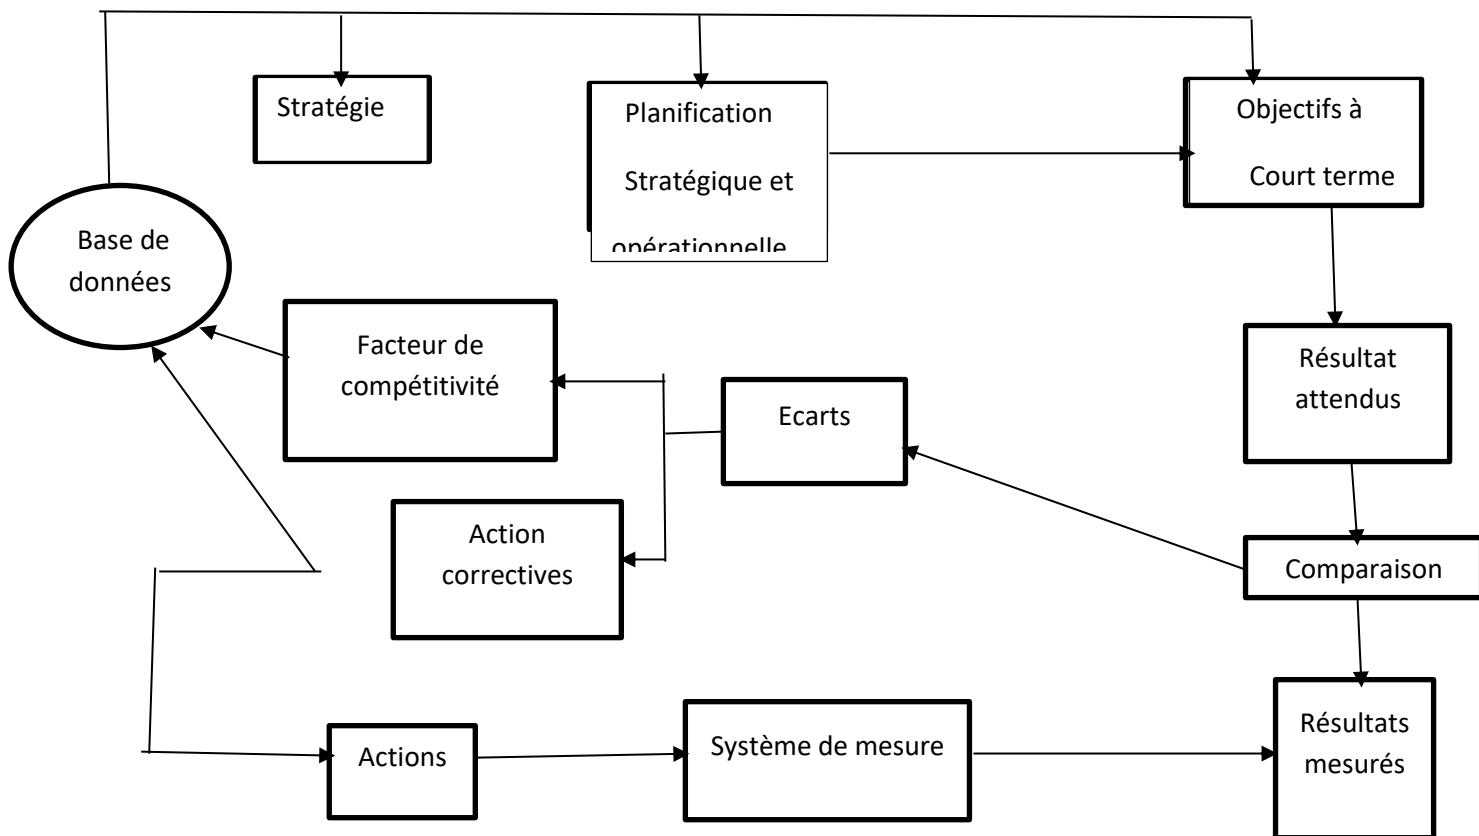 Stratégie
Planification
Stratégique et
opérationnelle
Objectifs à
Court terme
Base de
données
Facteur de
compétitivité
Ecarts
Résultat
attendus
Action
correctives
Comparaison
Actions
Système de mesure
Résultats
mesurés